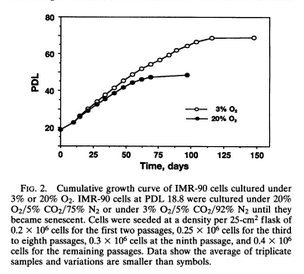 80
60
40
20
PDL
3% O₂
20% O₂
0 25 50 75 100 125 150
Time, days
FIG. 2. Cumulative growth curve of IMR-90 cells cultured under
3% or 20% O₂. IMR-90 cells at PDL 18.8 were cultured under 20%
O₂/5% CO₂/75% N₂ or under 3% O₂/5% CO₂/92% N₂ until they
became senescent. Cells were seeded at a density per 25-cm² flask of
0.2 × 10⁶ cells for the first two passages, 0.25 × 10⁶ cells for the third
to eighth passages, 0.3 × 10⁶ cells at the ninth passage, and 0.4 × 10⁶
cells for the remaining passages. Data show the average of triplicate
samples and variations are smaller than symbols.